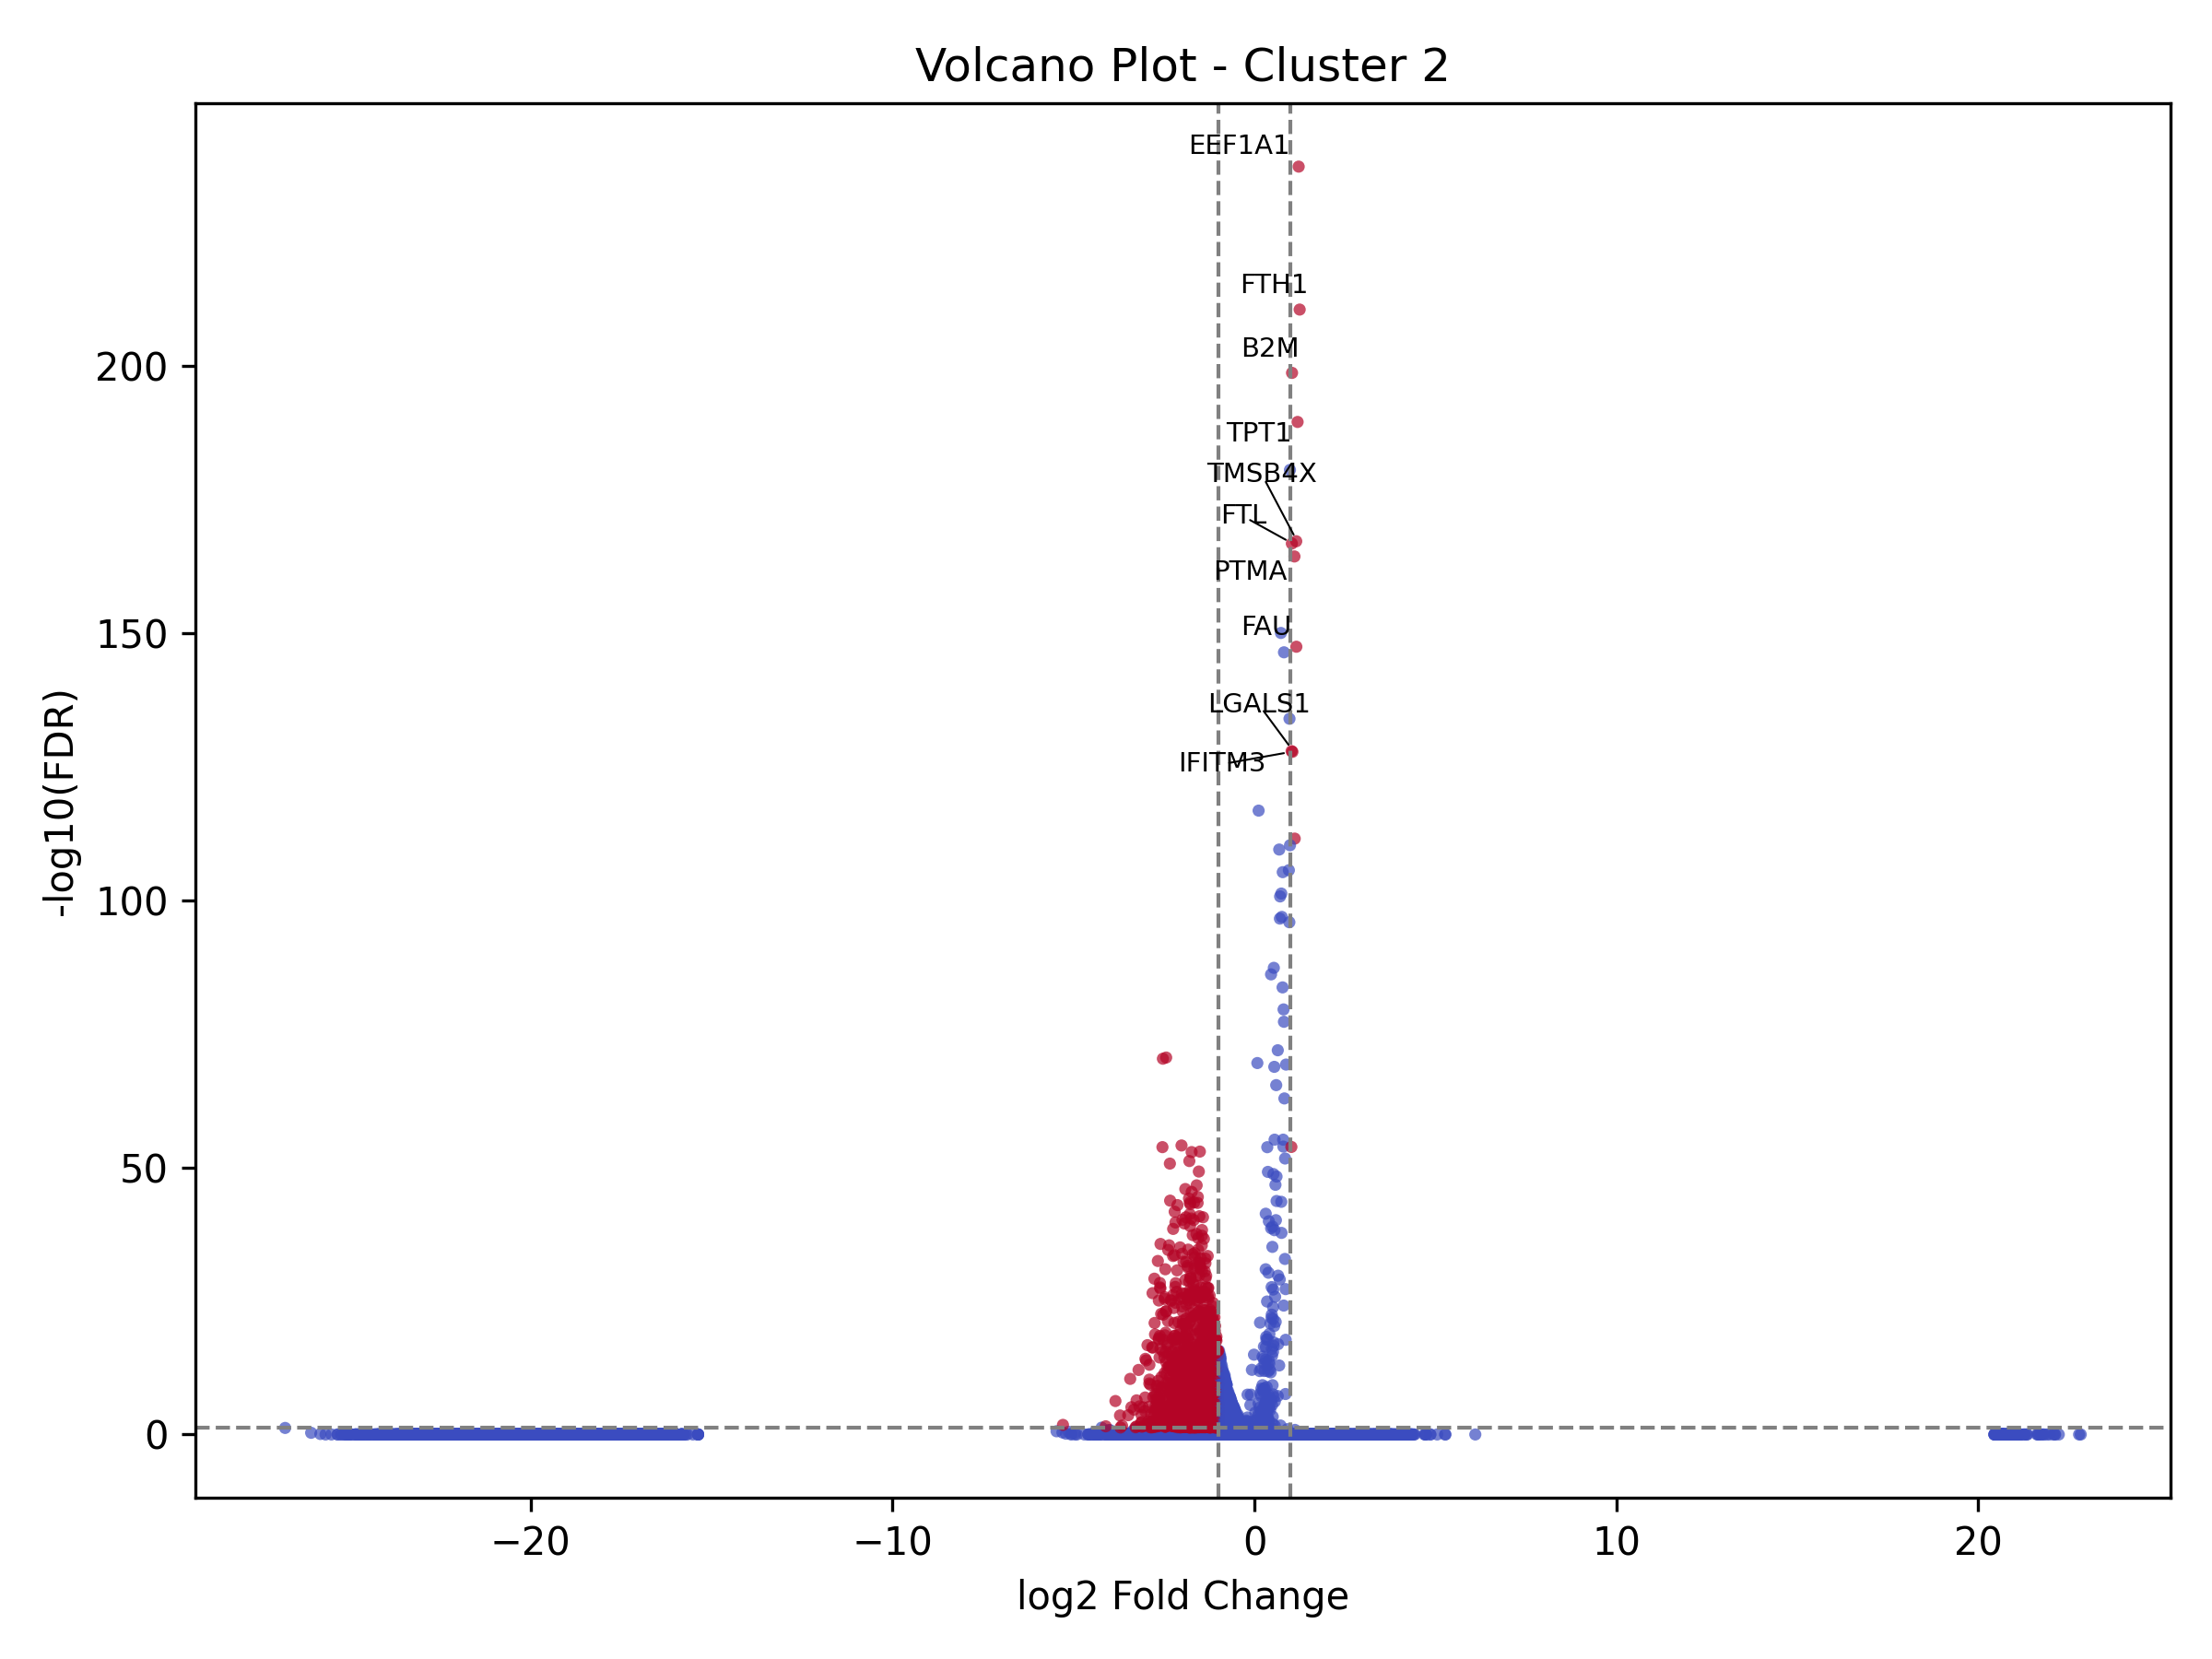 Volcano Plot - Cluster 2
EEF1A1
FTH1
B2M
TPT1
TMSB4X
FTL
PTMA
FAU
LGALS1
IFITM3
-log10(FDR)
200
150
100
50
0
−20 −10 0 10 20
log2 Fold Change